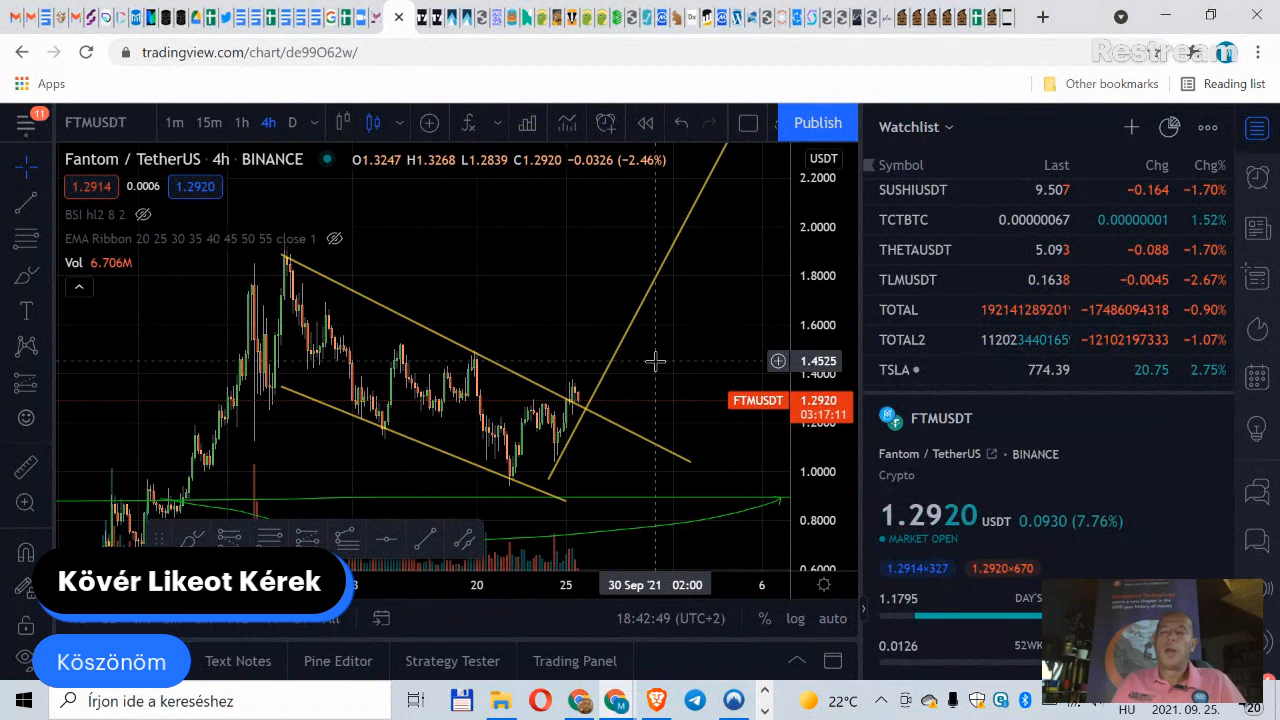 tradingview.com/chart/de99O62w/
Restream
Apps
Other bookmarks
Reading list
11
FTMUSDT
1m 15m 1h 4h D
Publish
Fantom / TetherUS · 4h · BINANCE
O1.3247 H1.3268 L1.2839 C1.2920 −0.0326 (−2.46%)
USDT
1.2914 0.0006 1.2920
BSI hl2 8 2
EMA Ribbon 20 25 30 35 40 45 50 55 close 1
Vol 6.706M
2.2000
2.0000
1.8000
1.6000
1.4525
1.4000
FTMUSDT 1.2920
03:17:11
1.2000
1.0000
0.8000
0.6000
20 25 30 Sep '21 02:00 6
18:42:49 (UTC+2)
% log auto
Text Notes Pine Editor Strategy Tester Trading Panel
Watchlist
Symbol Last Chg Chg%
SUSHIUSDT 9.507 −0.164 −1.70%
TCTBTC 0.00000067 0.00000001 1.52%
THETAUSDT 5.093 −0.088 −1.70%
TLMUSDT 0.1638 −0.0045 −2.67%
TOTAL 192141289201 −17486094318 −0.90%
TOTAL2 112023440165 −12102197333 −1.07%
TSLA 774.39 20.75 2.75%
FTMUSDT
Fantom / TetherUS · BINANCE
Crypto
1.2920 USDT 0.0930 (7.76%)
MARKET OPEN
1.2914×327 1.2920×670
1.1795 DAY'S
0.0126 52WK
Kövér Likeot Kérek
Köszönöm
Írjon ide a kereséshez
22°C
HU
2021. 09. 25.
20